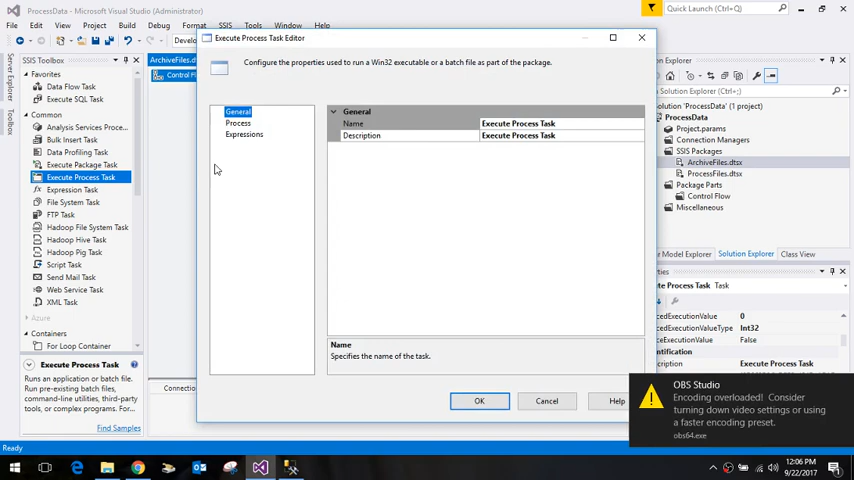 ProcessData - Microsoft Visual Studio (Administrator)
Quick Launch (Ctrl+Q)
File
Edit
View
Project
Build
Debug
Format
SSIS
Tools
Window
Help
Develo
SSIS Toolbox
Favorites
Data Flow Task
Execute SQL Task
Common
Analysis Services Proce...
Bulk Insert Task
Data Profiling Task
Execute Package Task
Execute Process Task
Expression Task
File System Task
FTP Task
Hadoop File System Task
Hadoop Hive Task
Hadoop Pig Task
Script Task
Send Mail Task
Web Service Task
XML Task
Azure
Containers
For Loop Container
Execute Process Task
Runs an application or batch file.
Run pre-existing batch files,
command-line utilities, third-
party tools, or complex programs. For
Find Samples
Server Explorer
Toolbox
ArchiveFiles.dt
Control Fl
Connectio
Execute Process Task Editor
Configure the properties used to run a Win32 executable or a batch file as part of the package.
General
Process
Expressions
General
Name
Execute Process Task
Description
Execute Process Task
Name
Specifies the name of the task.
OK
Cancel
Help
Solution Explorer
Search Solution Explorer (Ctrl+;)
Solution 'ProcessData' (1 project)
ProcessData
Project.params
Connection Managers
SSIS Packages
ArchiveFiles.dtsx
ProcessFiles.dtsx
Package Parts
Control Flow
Miscellaneous
Solution Explorer
Class View
Execute Process Task
0
Int32
False
Execute Process Task
OBS Studio
Encoding overloaded! Consider
turning down video settings or using
a faster encoding preset.
obs64.exe
Ready
12:06 PM
9/22/2017